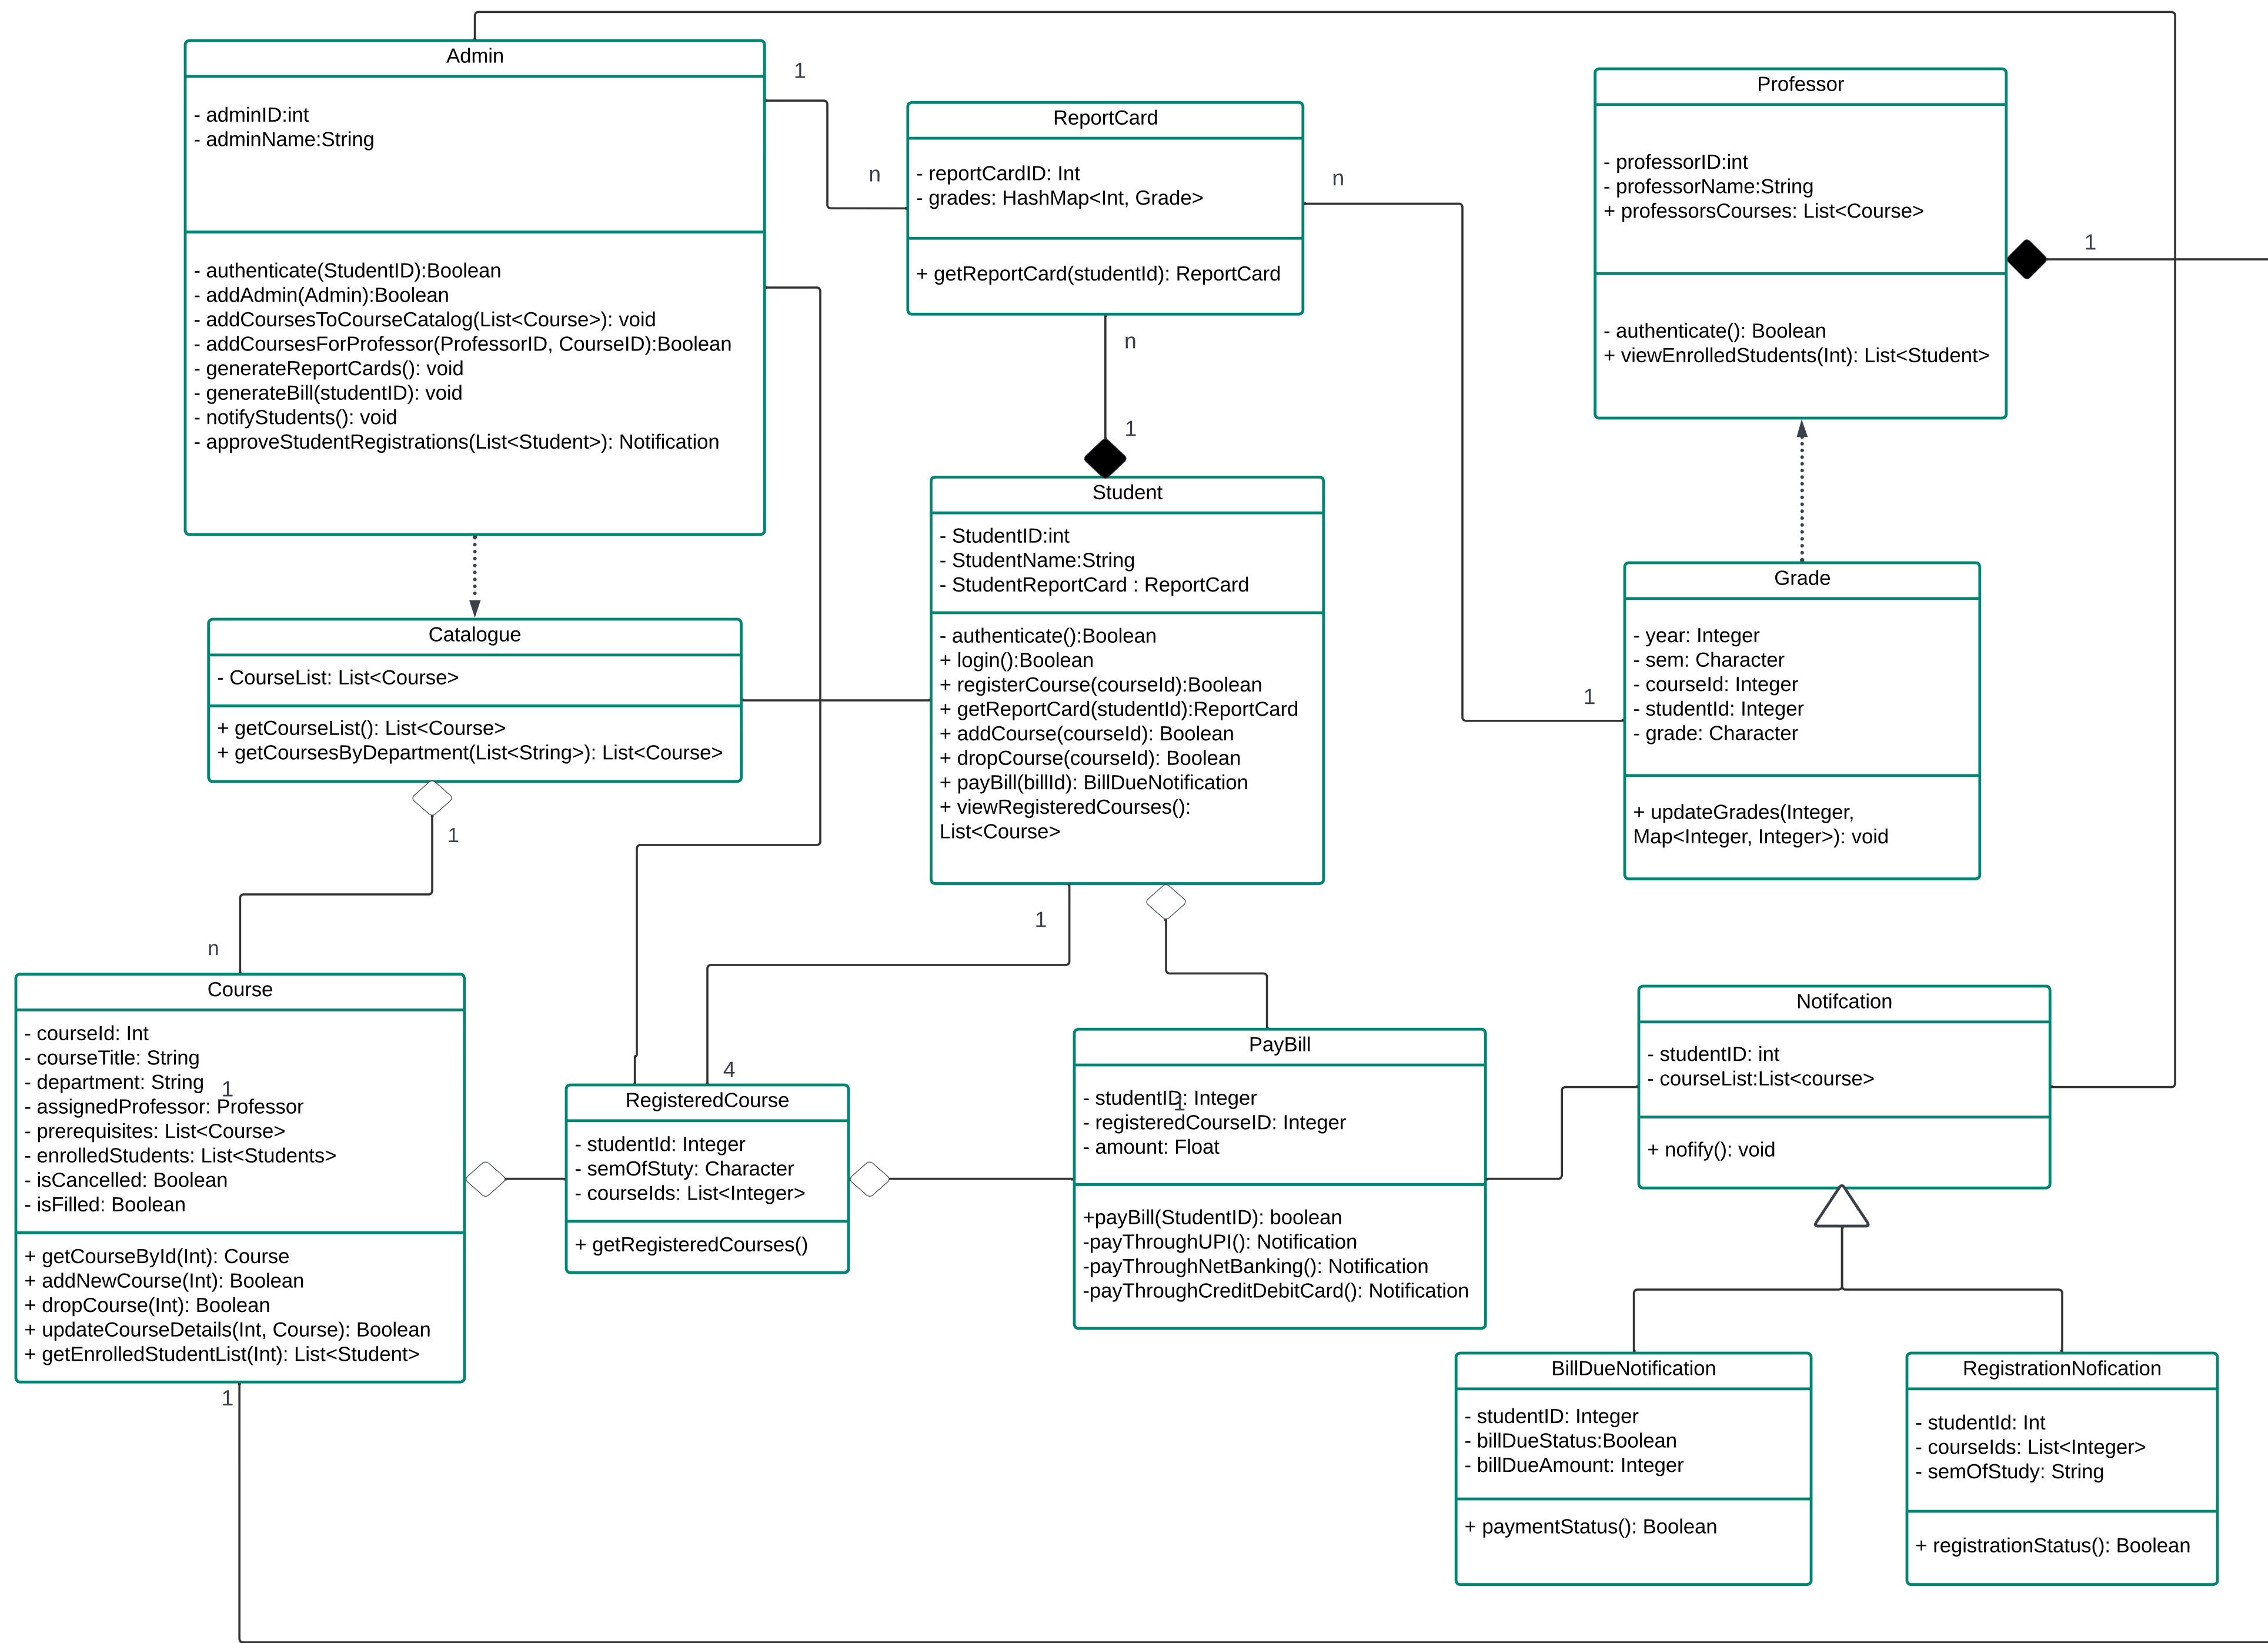 Admin
- adminID:int
- adminName:String
- authenticate(StudentID):Boolean
- addAdmin(Admin):Boolean
- addCoursesToCourseCatalog(List<Course>): void
- addCoursesForProfessor(ProfessorID, CourseID):Boolean
- generateReportCards(): void
- generateBill(studentID): void
- notifyStudents(): void
- approveStudentRegistrations(List<Student>): Notification
1
n
ReportCard
- reportCardID: Int
- grades: HashMap<Int, Grade>
+ getReportCard(studentId): ReportCard
n
n
1
Professor
- professorID:int
- professorName:String
+ professorsCourses: List<Course>
- authenticate(): Boolean
+ viewEnrolledStudents(Int): List<Student>
1
Student
- StudentID:int
- StudentName:String
- StudentReportCard : ReportCard
- authenticate():Boolean
+ login():Boolean
+ registerCourse(courseId):Boolean
+ getReportCard(studentId):ReportCard
+ addCourse(courseId): Boolean
+ dropCourse(courseId): Boolean
+ payBill(billId): BillDueNotification
+ viewRegisteredCourses():
List<Course>
1
Grade
- year: Integer
- sem: Character
- courseId: Integer
- studentId: Integer
- grade: Character
+ updateGrades(Integer,
Map<Integer, Integer>): void
Catalogue
- CourseList: List<Course>
+ getCourseList(): List<Course>
+ getCoursesByDepartment(List<String>): List<Course>
1
n
1
4
Course
- courseId: Int
- courseTitle: String
- department: String
1
- assignedProfessor: Professor
- prerequisites: List<Course>
- enrolledStudents: List<Students>
- isCancelled: Boolean
- isFilled: Boolean
+ getCourseById(Int): Course
+ addNewCourse(Int): Boolean
+ dropCourse(Int): Boolean
+ updateCourseDetails(Int, Course): Boolean
+ getEnrolledStudentList(Int): List<Student>
1
RegisteredCourse
- studentId: Integer
- semOfStuty: Character
- courseIds: List<Integer>
+ getRegisteredCourses()
PayBill
- studentID: Integer
1
- registeredCourseID: Integer
- amount: Float
+payBill(StudentID): boolean
-payThroughUPI(): Notification
-payThroughNetBanking(): Notification
-payThroughCreditDebitCard(): Notification
Notifcation
- studentID: int
- courseList:List<course>
+ nofify(): void
BillDueNotification
- studentID: Integer
- billDueStatus:Boolean
- billDueAmount: Integer
+ paymentStatus(): Boolean
RegistrationNofication
- studentId: Int
- courseIds: List<Integer>
- semOfStudy: String
+ registrationStatus(): Boolean